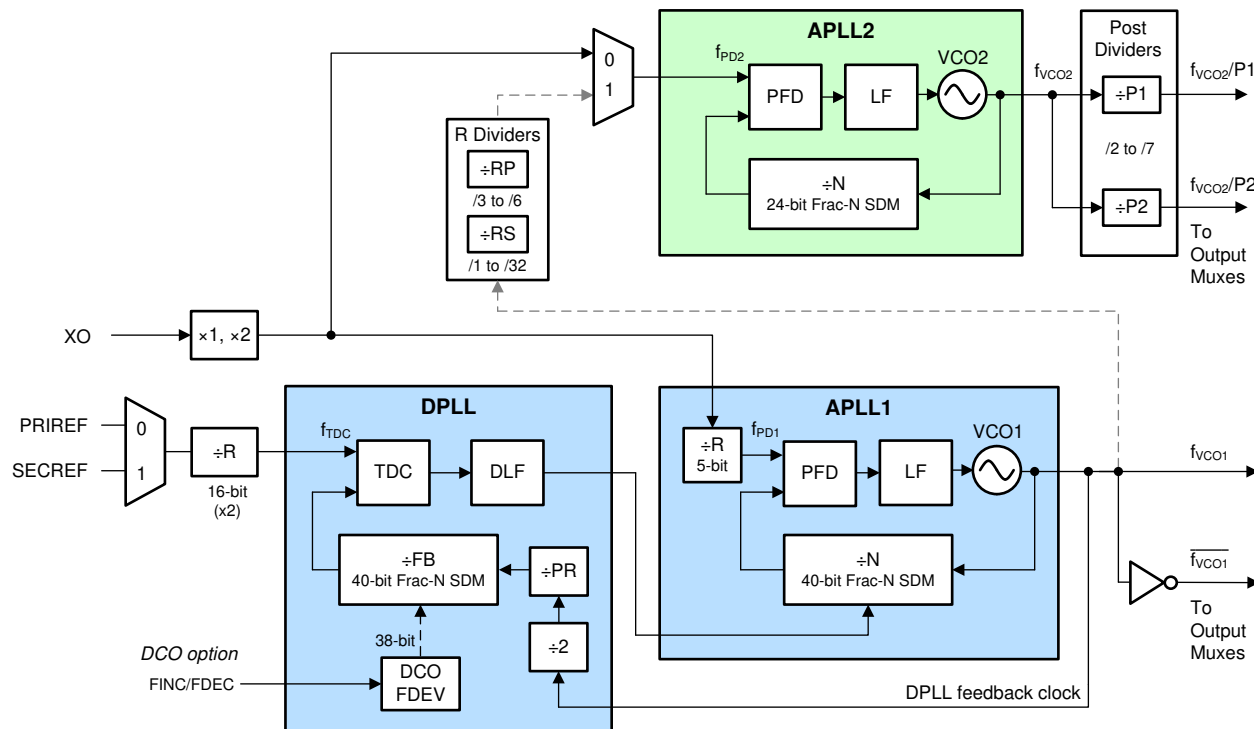 APLL2
Post
Dividers
VCO2
0
1
fPD2
PFD
LF
fVCO2
÷P1
fVCO2/P1
/2 to /7
÷N
24-bit Frac-N SDM
÷P2
fVCO2/P2
To
Output
Muxes
R Dividers
÷RP
/3 to /6
÷RS
/1 to /32
XO
×1, ×2
DPLL
APLL1
PRIREF
SECREF
0
1
÷R
16-bit
(x2)
fTDC
TDC
DLF
÷R
5-bit
fPD1
PFD
LF
VCO1
fVCO1
÷FB
40-bit Frac-N SDM
÷PR
÷2
÷N
40-bit Frac-N SDM
fVCO1
To
Output
Muxes
38-bit
DCO option
FINC/FDEC
DCO
FDEV
DPLL feedback clock